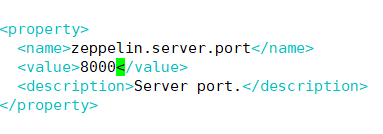 <property>
  <name>zeppelin.server.port</name>
  <value>8000</value>
  <description>Server port.</description>
</property>